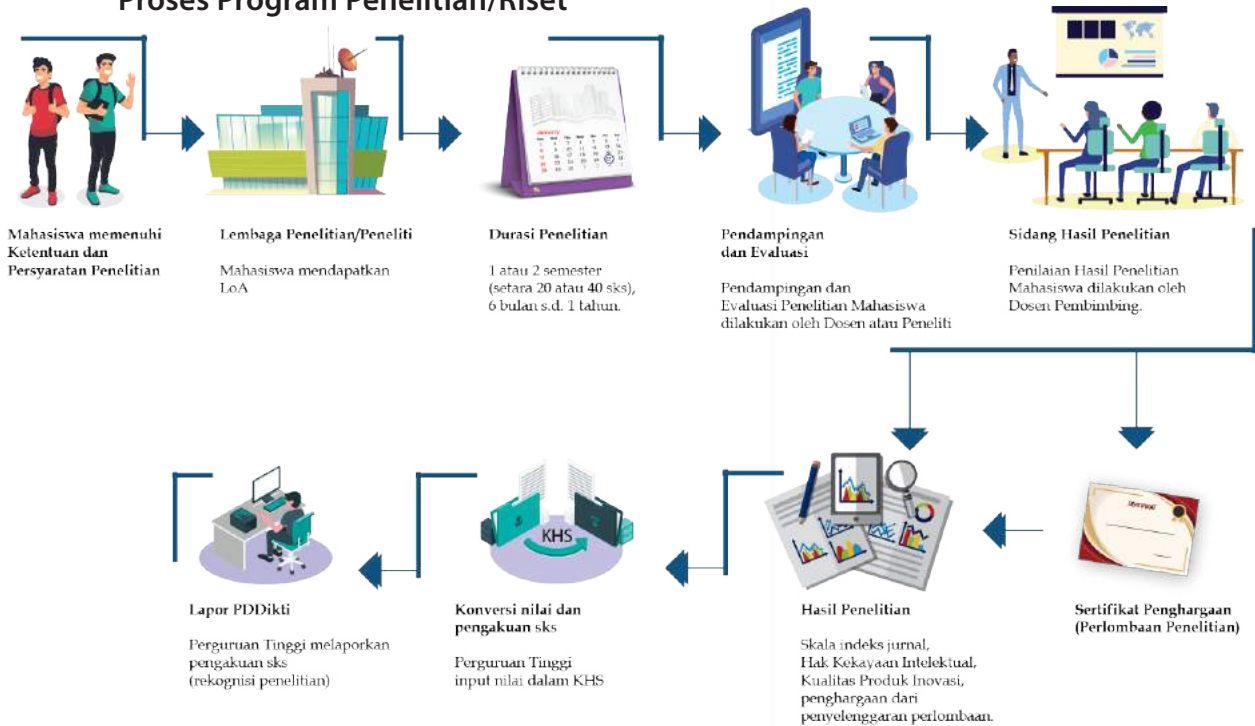 Proses Program Penelitian/Riset
Mahasiswa memenuhi
Ketentuan dan
Persyaratan Penelitian
Lembaga Penelitian/Peneliti
Mahasiswa mendapatkan
LoA
Durasi Penelitian
1 atau 2 semester
(setara 20 atau 40 sks),
6 bulan s.d. 1 tahun.
Pendampingan
dan Evaluasi
Pendampingan dan
Evaluasi Penelitian Mahasiswa
dilakukan oleh Dosen atau Peneliti
Sidang Hasil Penelitian
Penilaian Hasil Penelitian
Mahasiswa dilakukan oleh
Dosen Pembimbing.
KHS
Lapor PDDikti
Perguruan Tinggi melaporkan
pengakuan sks
(rekognisi penelitian)
Konversi nilai dan
pengakuan sks
Perguruan Tinggi
input nilai dalam KHS
Hasil Penelitian
Skala indeks jurnal,
Hak Kekayaan Intelektual,
Kualitas Produk Inovasi,
penghargaan dari
penyelenggaran perlombaan.
Sertifikat Penghargaan
(Perlombaan Penelitian)